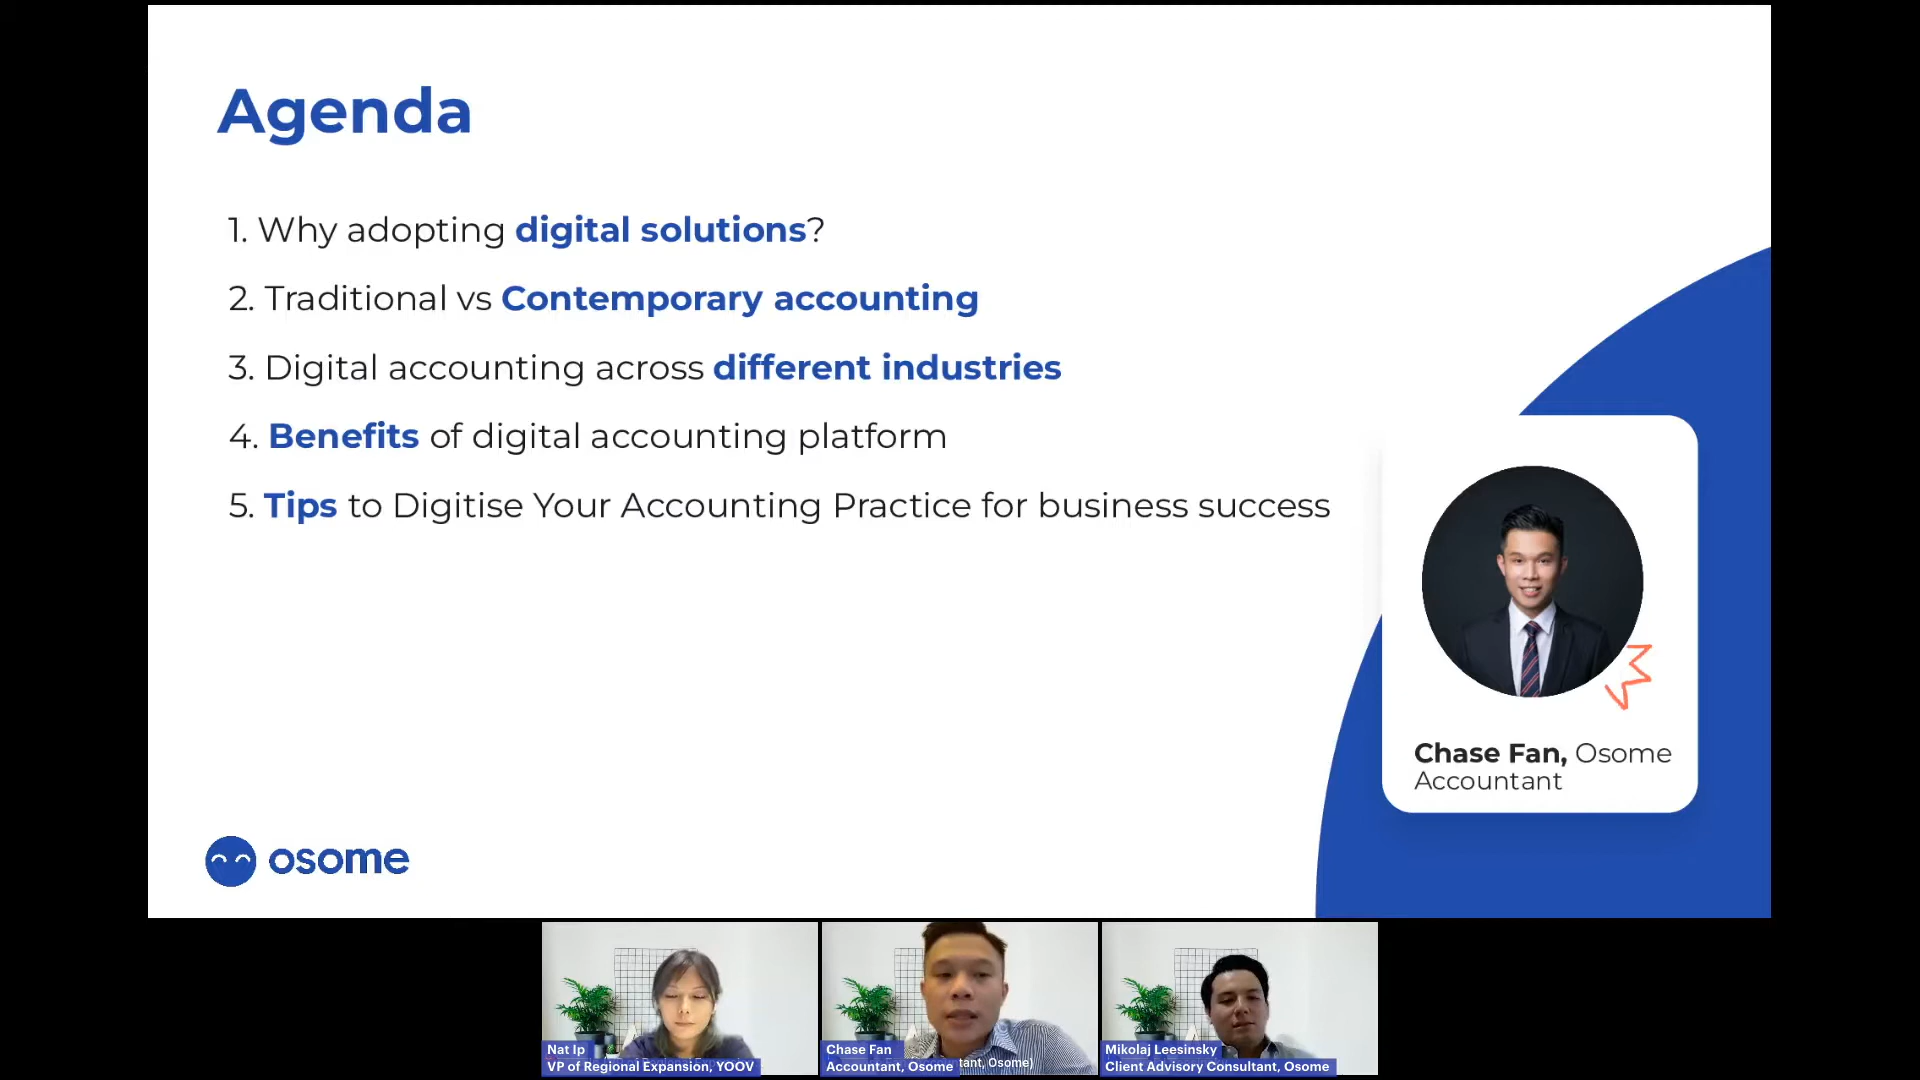 Agenda
1. Why adopting digital solutions?
2. Traditional vs Contemporary accounting
3. Digital accounting across different industries
4. Benefits of digital accounting platform
5. Tips to Digitise Your Accounting Practice for business success
Chase Fan, Osome
Accountant
osome
Nat Ip
VP of Regional Expansion, YOOV
Chase Fan
Accountant, Osome
tant, Osome)
Mikolaj Leesinsky
Client Advisory Consultant, Osome